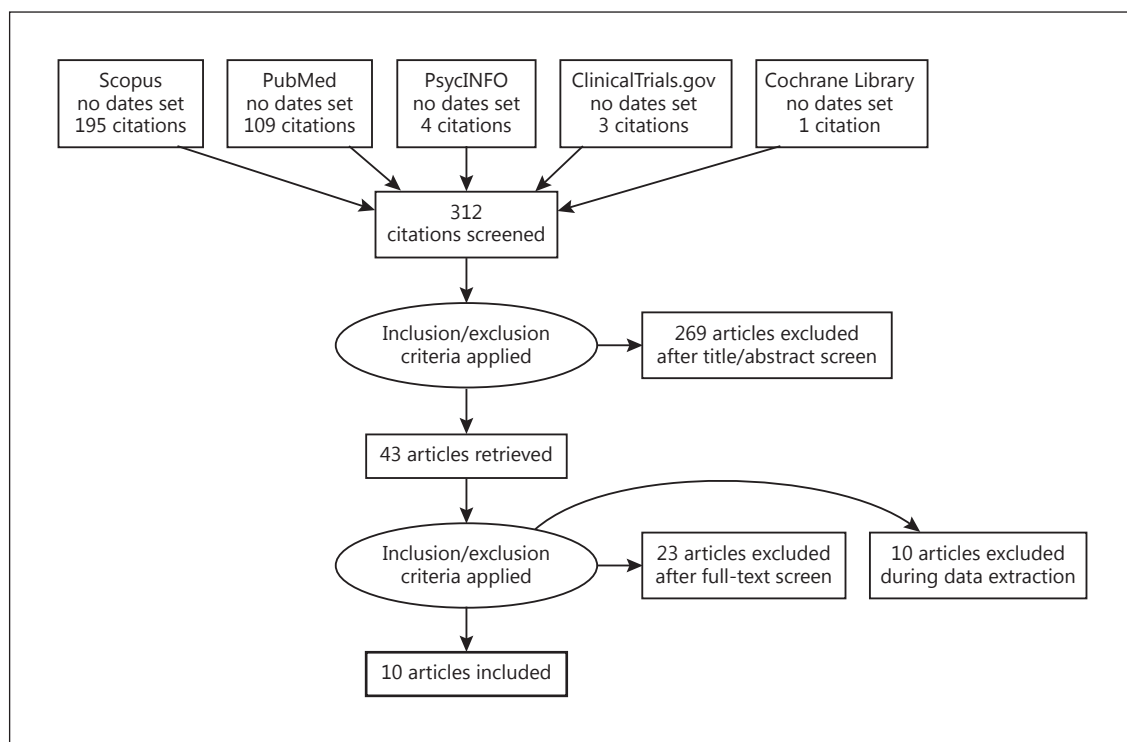 Scopus
no dates set
195 citations
PubMed
no dates set
109 citations
PsycINFO
no dates set
4 citations
ClinicalTrials.gov
no dates set
3 citations
Cochrane Library
no dates set
1 citation
312
citations screened
Inclusion/exclusion
criteria applied
269 articles excluded
after title/abstract screen
43 articles retrieved
Inclusion/exclusion
criteria applied
23 articles excluded
after full-text screen
10 articles excluded
during data extraction
10 articles included